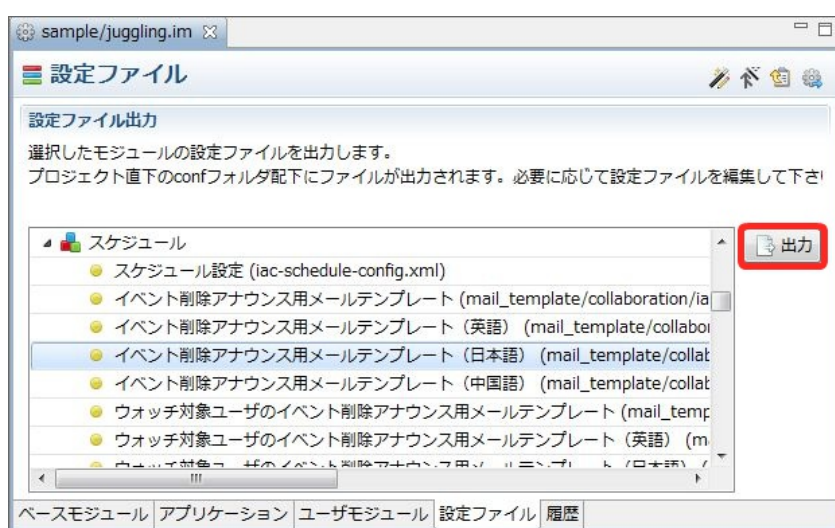 sample/juggling.im
設定ファイル
設定ファイル出力
選択したモジュールの設定ファイルを出力します。
プロジェクト直下のconfフォルダ配下にファイルが出力されます。必要に応じて設定ファイルを編集して下さ
スケジュール
出力
スケジュール設定 (iac-schedule-config.xml)
イベント削除アナウンス用メールテンプレート (mail_template/collaboration/ia
イベント削除アナウンス用メールテンプレート（英語） (mail_template/collabor
イベント削除アナウンス用メールテンプレート（日本語） (mail_template/collab
イベント削除アナウンス用メールテンプレート（中国語） (mail_template/collab
ウォッチ対象ユーザのイベント削除アナウンス用メールテンプレート (mail_temp
ウォッチ対象ユーザのイベント削除アナウンス用メールテンプレート（英語） (m
ベースモジュール アプリケーション ユーザモジュール 設定ファイル 履歴